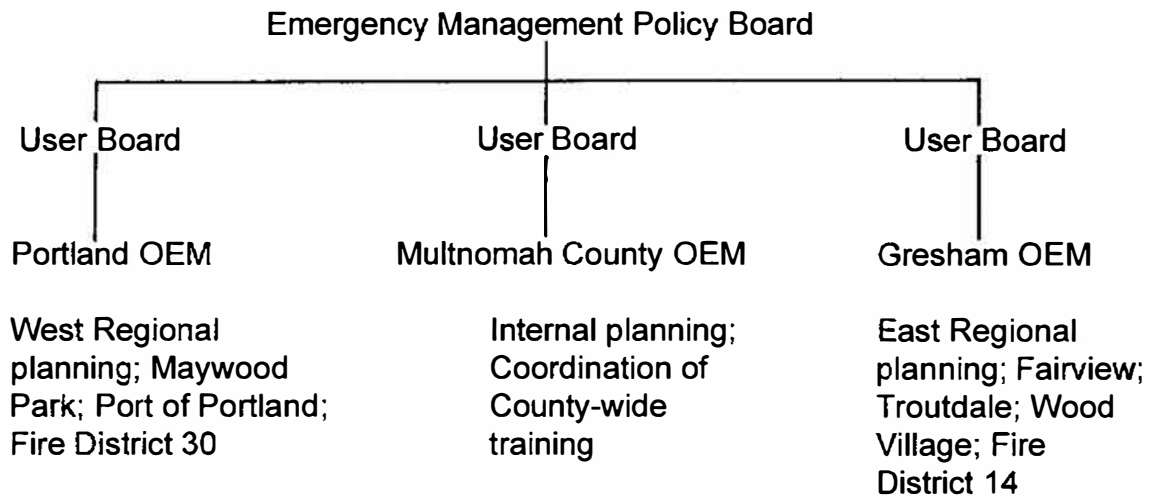 Emergency Management Policy Board
User Board
User Board
User Board
Portland OEM
Multnomah County OEM
Gresham OEM
West Regional
planning; Maywood
Park; Port of Portland;
Fire District 30
Internal planning;
Coordination of
County-wide
training
East Regional
planning; Fairview;
Troutdale; Wood
Village; Fire
District 14